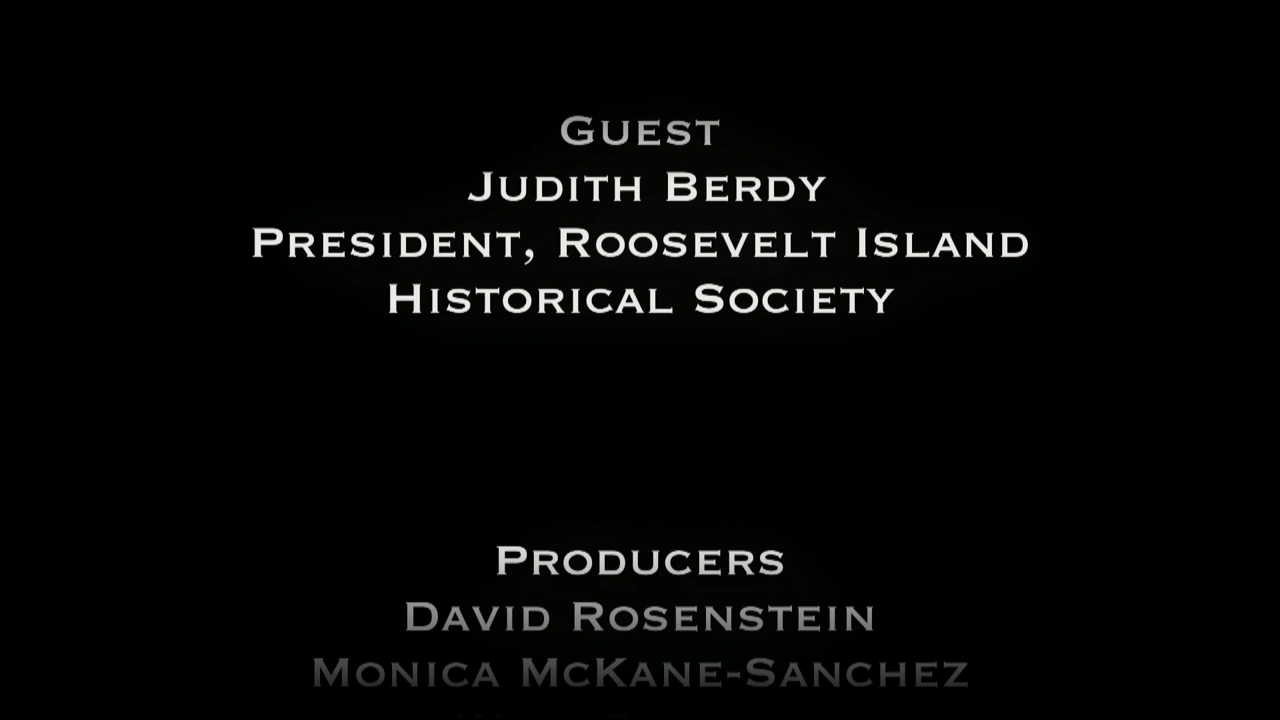 Guest
Judith Berdy
President, Roosevelt Island
Historical Society
Producers
David Rosenstein
Monica McKane-Sanchez